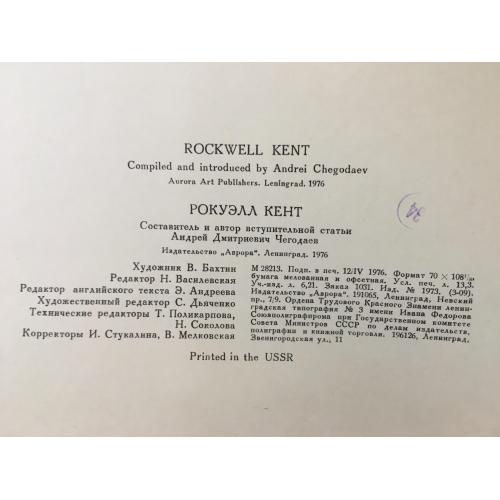 ROCKWELL KENT
Compiled and introduced by Andrei Chegodaev
Aurora Art Publishers. Leningrad. 1976
РОКУЭЛЛ КЕНТ
Составитель и автор вступительной статьи
Андрей Дмитриевич Чегодаев
Издательство „Аврора". Ленинград. 1976
Художник В. Бахтин
Редактор Н. Василевская
Редактор английского текста Э. Андреева
Художественный редактор С. Дьяченко
Технические редакторы Т. Поликарпова,
Н. Соколова
Корректоры И. Стукалина, В. Мелковская
М 28213. Подп. в печ. 12/IV 1976. Формат 70 × 108 1/20
бумага мелованная и офсетная. Усл. печ. л. 13,3.
Уч.-изд. л. 6,21. Заказ 1031. Изд. № 1973. (3-09).
Издательство „Аврора". 191065, Ленинград, Невский
пр., 7/9. Ордена Трудового Красного Знамени ленин-
градская типография № 3 имени Ивана Федорова
Союзполиграфпрома при Государственном комитете
Совета Министров СССР по делам издательств,
полиграфии и книжной торговли. 196126, Ленинград,
Звенигородская ул., 11
Printed in the USSR